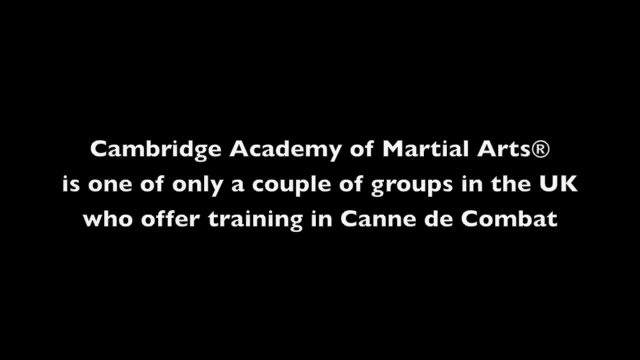 Cambridge Academy of Martial Arts®
is one of only a couple of groups in the UK
who offer training in Canne de Combat